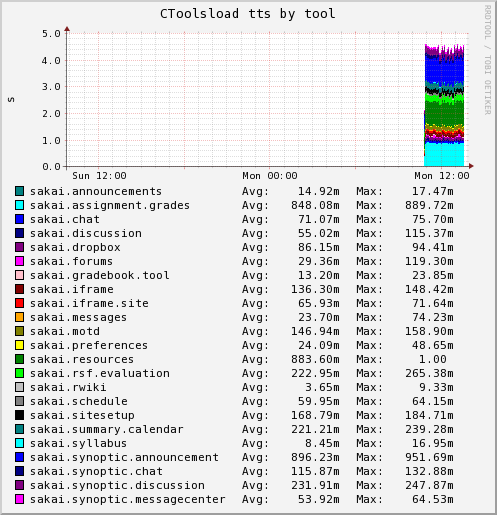 CToolsload tts by tool
RRDTOOL / TOBI OETIKER
s
5.0
4.0
3.0
2.0
1.0
0.0
Sun 12:00 Mon 00:00 Mon 12:00
sakai.announcements Avg: 14.92m Max: 17.47m
sakai.assignment.grades Avg: 848.08m Max: 889.72m
sakai.chat Avg: 71.07m Max: 75.70m
sakai.discussion Avg: 55.02m Max: 115.37m
sakai.dropbox Avg: 86.15m Max: 94.41m
sakai.forums Avg: 29.36m Max: 119.30m
sakai.gradebook.tool Avg: 13.20m Max: 23.85m
sakai.iframe Avg: 136.30m Max: 148.42m
sakai.iframe.site Avg: 65.93m Max: 71.64m
sakai.messages Avg: 23.70m Max: 74.23m
sakai.motd Avg: 146.94m Max: 158.90m
sakai.preferences Avg: 24.09m Max: 48.65m
sakai.resources Avg: 883.60m Max: 1.00
sakai.rsf.evaluation Avg: 222.95m Max: 265.38m
sakai.rwiki Avg: 3.65m Max: 9.33m
sakai.schedule Avg: 59.95m Max: 64.15m
sakai.sitesetup Avg: 168.79m Max: 184.71m
sakai.summary.calendar Avg: 221.21m Max: 239.28m
sakai.syllabus Avg: 8.45m Max: 16.95m
sakai.synoptic.announcement Avg: 896.23m Max: 951.69m
sakai.synoptic.chat Avg: 115.87m Max: 132.88m
sakai.synoptic.discussion Avg: 231.91m Max: 247.87m
sakai.synoptic.messagecenter Avg: 53.92m Max: 64.53m